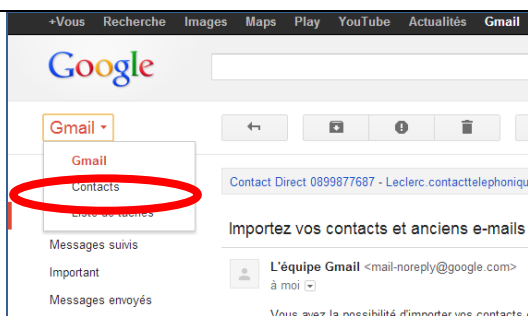 +Vous Recherche Images Maps Play YouTube Actualités Gmail
Google
Gmail
Gmail
Contacts
Liste de tâches
Messages suivis
Important
Messages envoyés
Contact Direct 0899877687 - Leclerc.contacttelephoniqu
Importez vos contacts et anciens e-mails
L'équipe Gmail <mail-noreply@google.com>
à moi
Vous avez la possibilité d'importer vos contacts